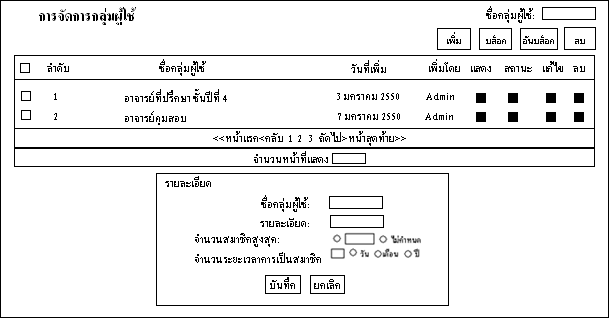 การจัดการกลุ่มผู้ใช้
ชื่อกลุ่มผู้ใช้:
เพิ่ม บล็อค อันบล็อค ลบ
ลำดับ ชื่อกลุ่มผู้ใช้ วันที่เพิ่ม เพิ่มโดย แสดง สถานะ แก้ไข ลบ
1 อาจารย์ที่ปรึกษา ชั้นปีที่ 4 3 มกราคม 2550 Admin
2 อาจารย์คุมสอบ 7 มกราคม 2550 Admin
<<หน้าแรก<กลับ 1 2 3 ถัดไป>หน้าสุดท้าย>>
จำนวนหน้าที่แสดง
รายละเอียด
ชื่อกลุ่มผู้ใช้:
รายละเอียด:
จำนวนสมาชิกสูงสุด: ไม่กำหนด
จำนวนระยะเวลาการเป็นสมาชิก วัน เดือน ปี
บันทึก ยกเลิก